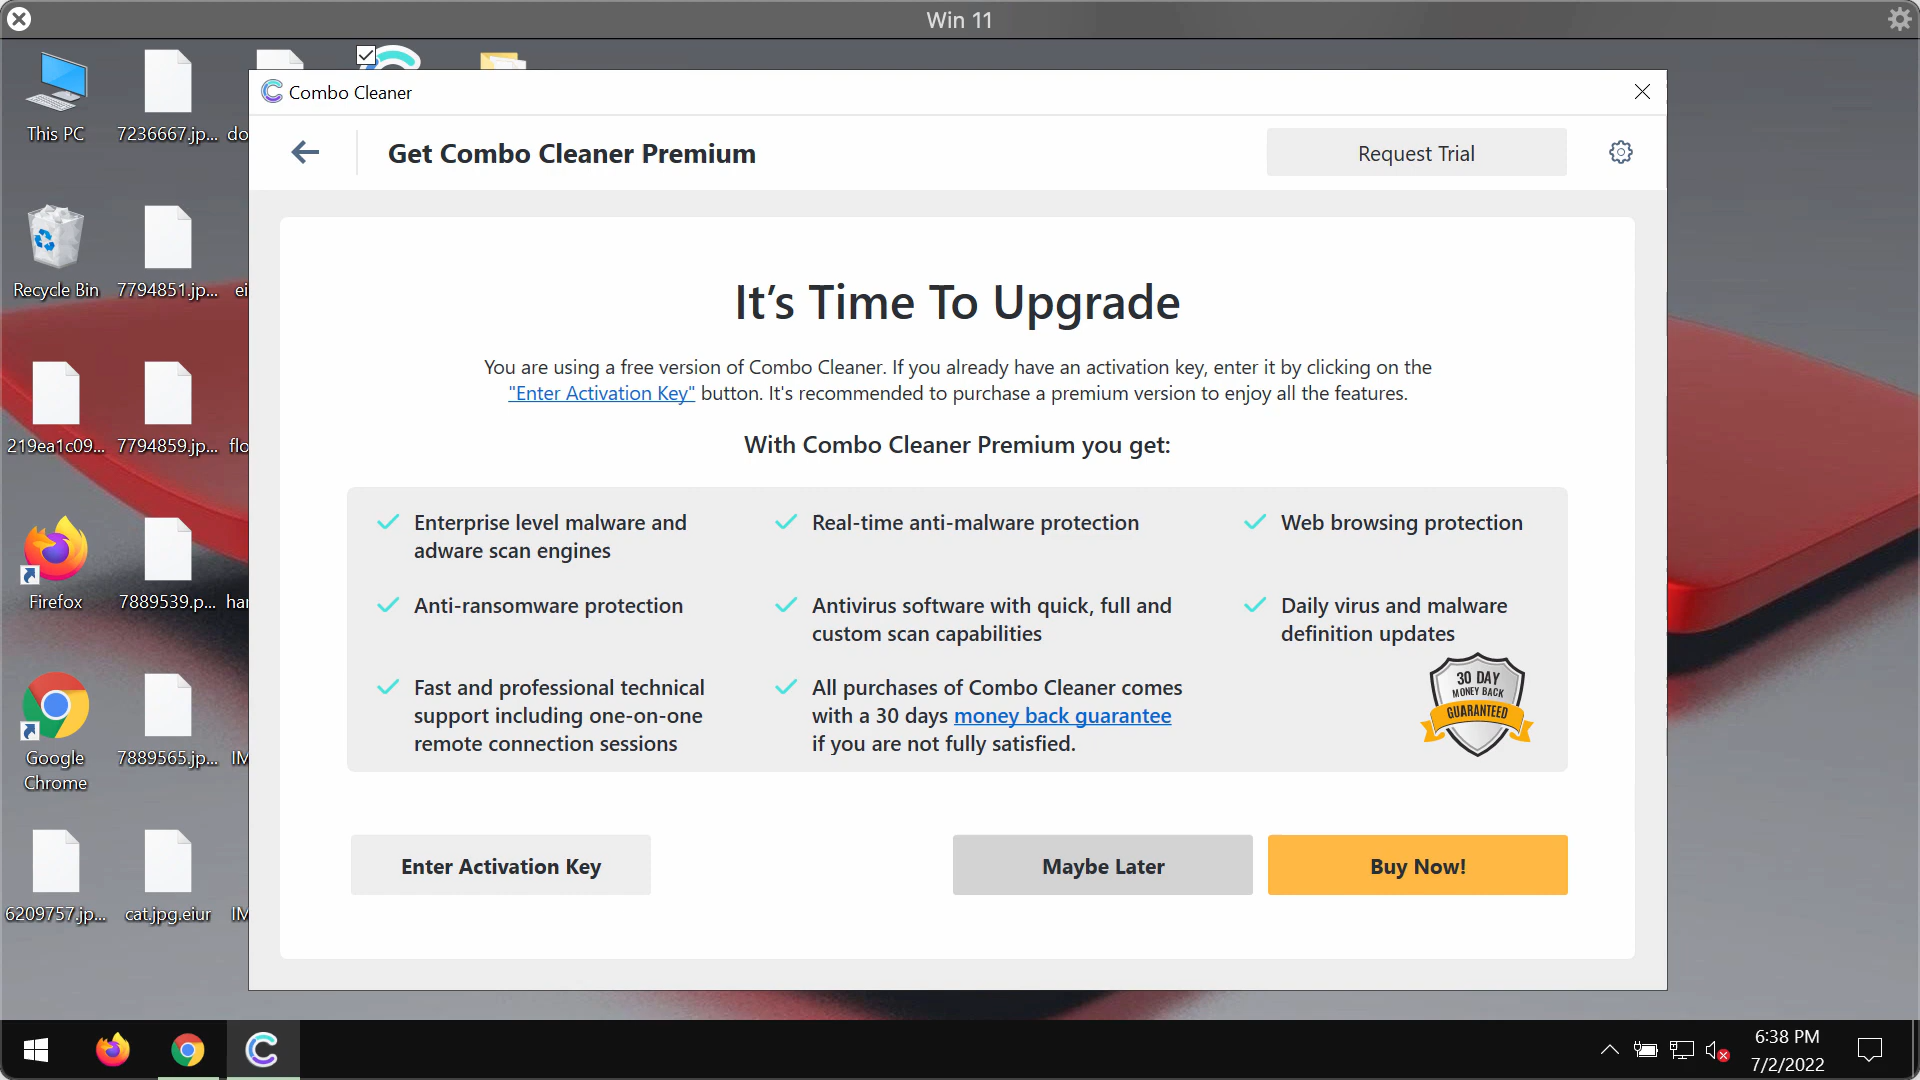 Win 11
This PC
7236667.jp...
do
Combo Cleaner
Get Combo Cleaner Premium
Request Trial
Recycle Bin
7794851.jp...
ei
It's Time To Upgrade
You are using a free version of Combo Cleaner. If you already have an activation key, enter it by clicking on the
"Enter Activation Key" button. It's recommended to purchase a premium version to enjoy all the features.
With Combo Cleaner Premium you get:
219ea1c09...
7794859.jp...
flo
Enterprise level malware and
adware scan engines
Real-time anti-malware protection
Web browsing protection
Firefox
7889539.p...
har
Anti-ransomware protection
Antivirus software with quick, full and
custom scan capabilities
Daily virus and malware
definition updates
Fast and professional technical
support including one-on-one
remote connection sessions
All purchases of Combo Cleaner comes
with a 30 days money back guarantee
if you are not fully satisfied.
30 DAY
MONEY BACK
GUARANTEED
Google
Chrome
7889565.jp...
IM
Enter Activation Key
Maybe Later
Buy Now!
6209757.jp...
cat.jpg.eiur
IM
6:38 PM
7/2/2022